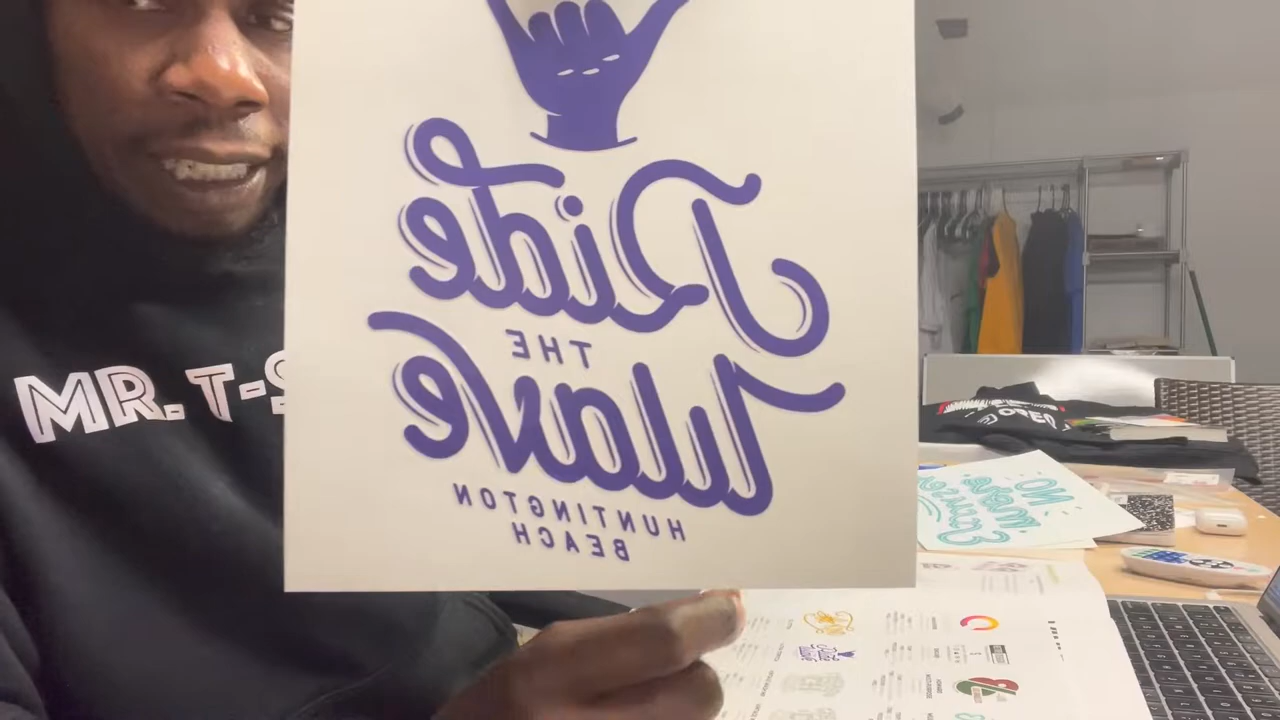 Ride
THE
Wave
HUNTINGTON
BEACH
MR. T-S
NO